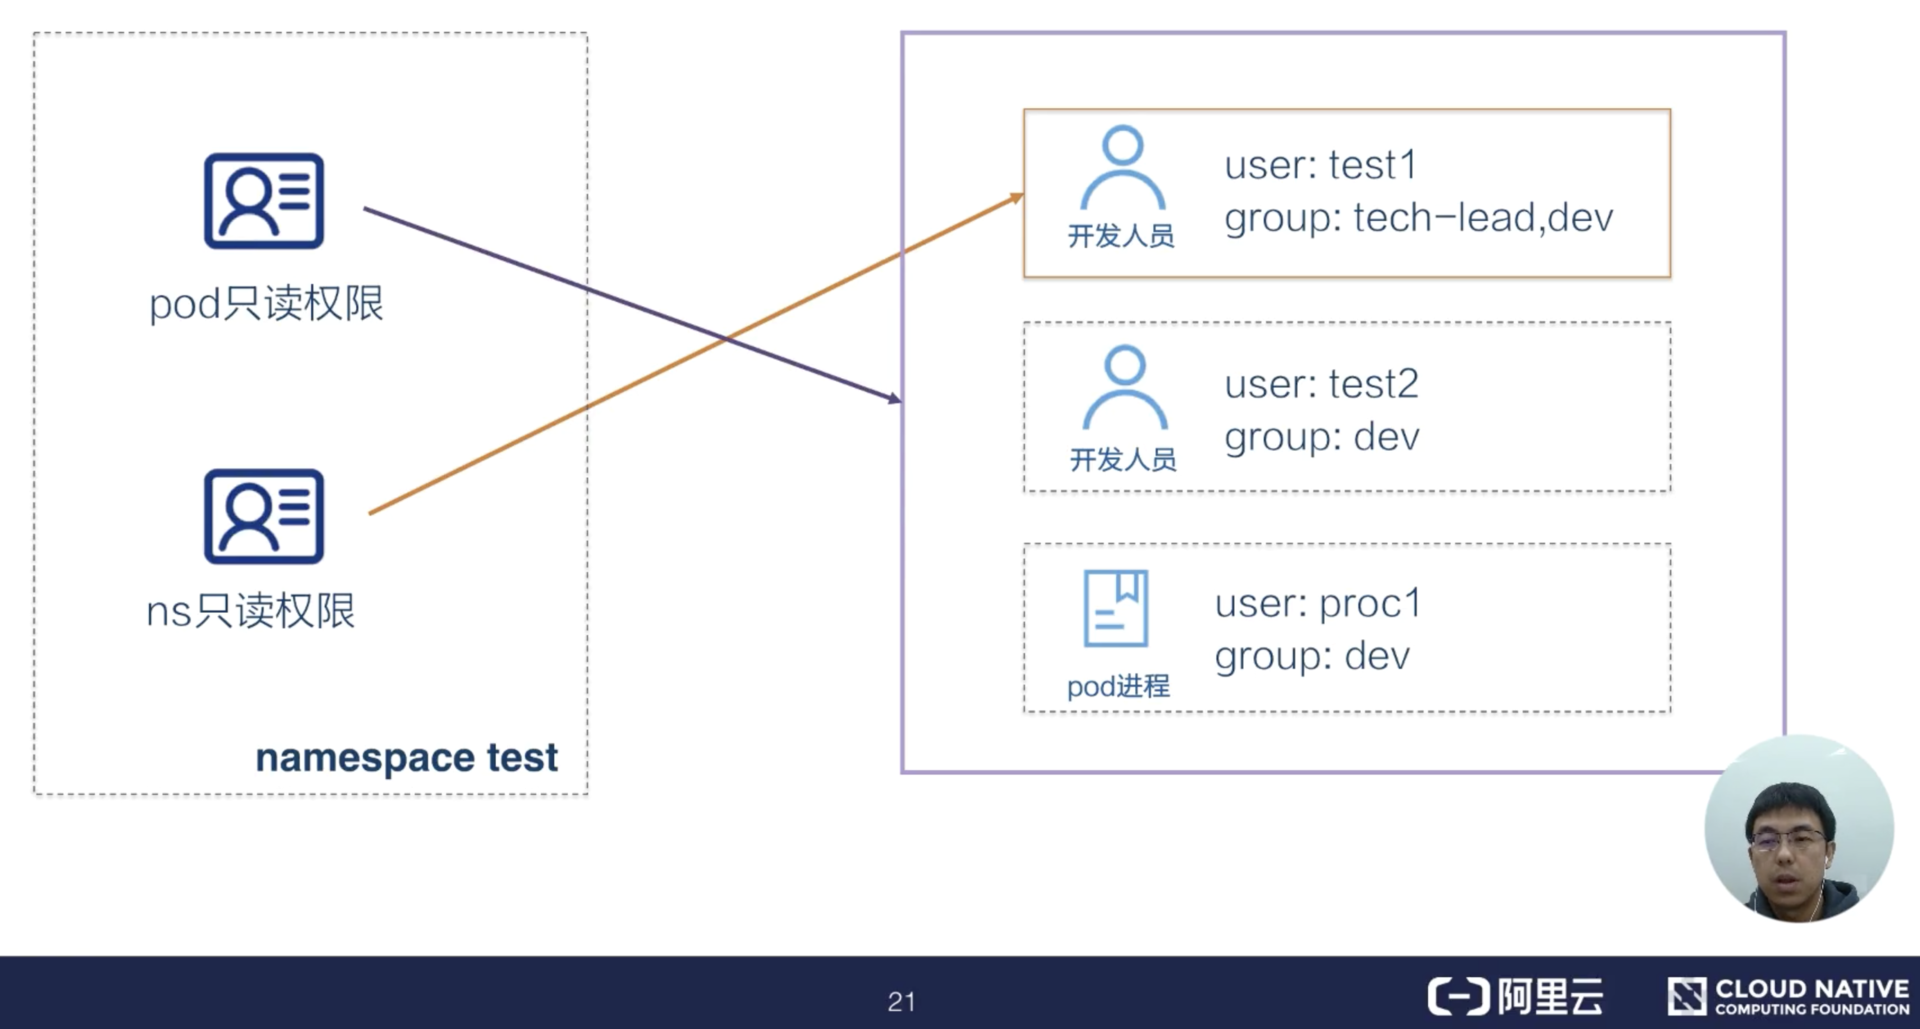 pod只读权限
ns只读权限
namespace test
开发人员
user: test1
group: tech-lead,dev
开发人员
user: test2
group: dev
pod进程
user: proc1
group: dev
21
阿里云
CLOUD NATIVE
COMPUTING FOUNDATION